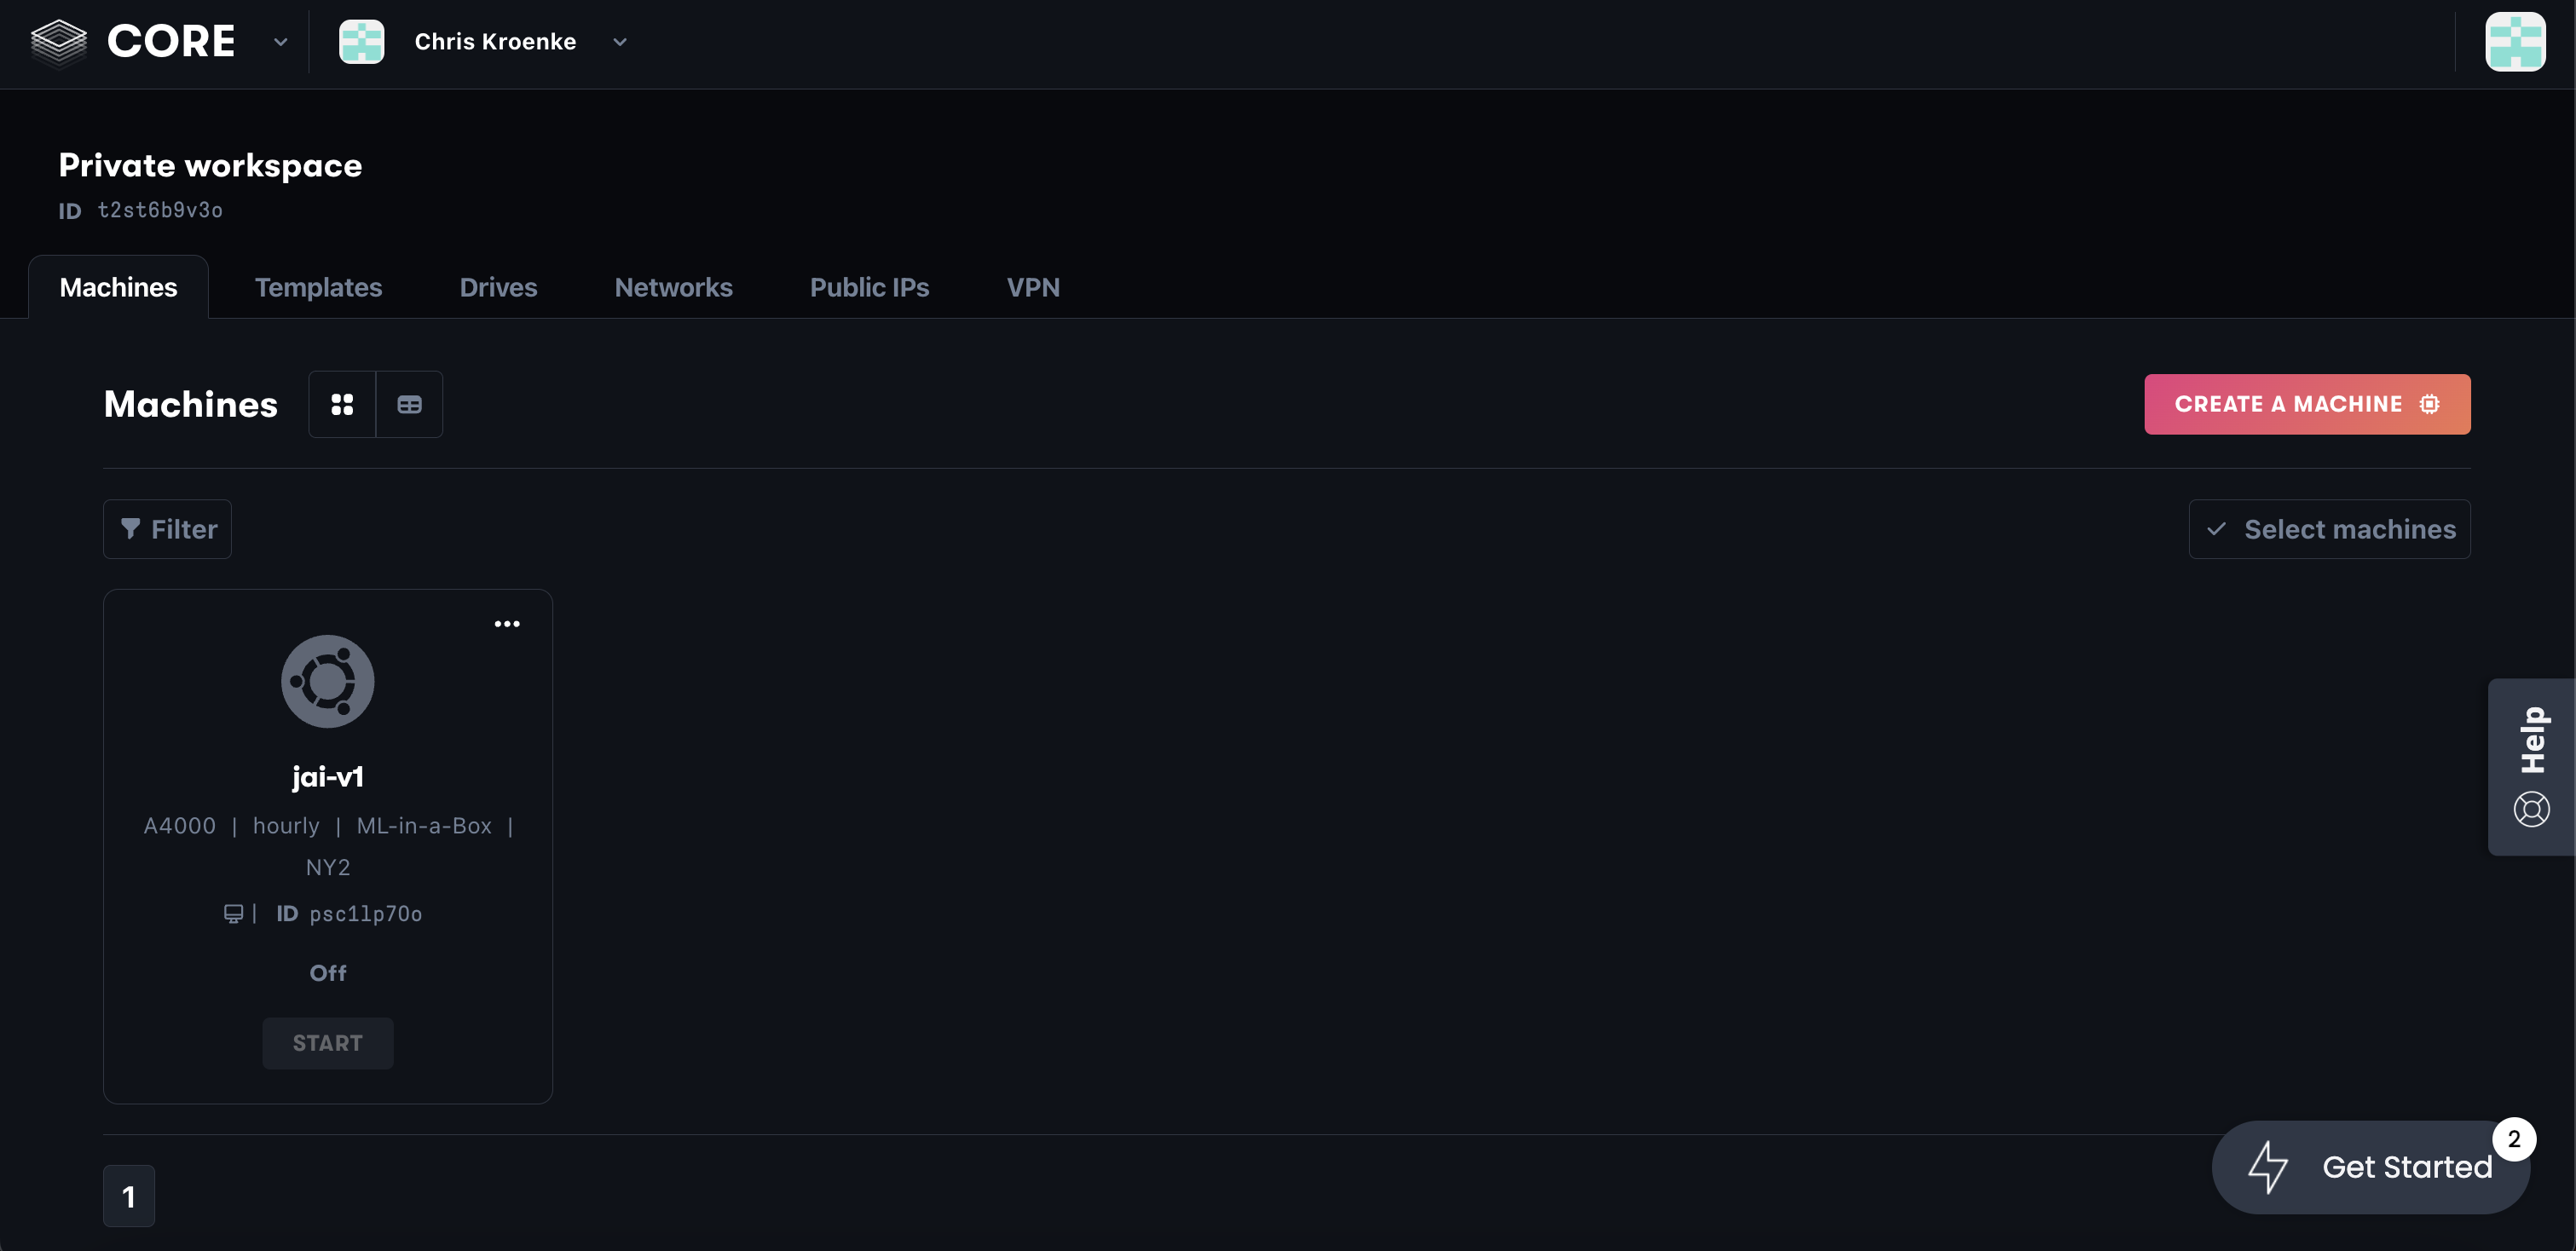 CORE
Chris Kroenke
Private workspace
ID t2st6b9v3o
Machines Templates Drives Networks Public IPs VPN
Machines
CREATE A MACHINE
Filter
Select machines
jai-v1
A4000 | hourly | ML-in-a-Box |
NY2
| ID psc1lp70o
Off
START
Help
2
Get Started
1